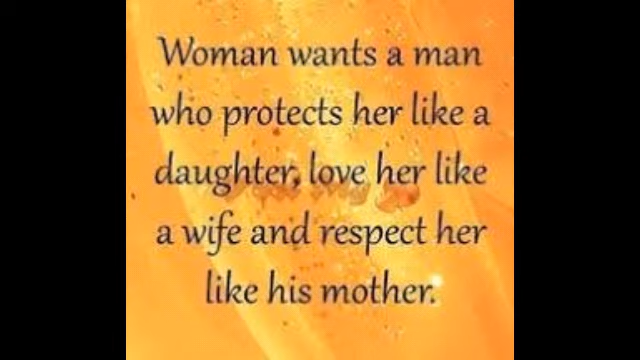 Woman wants a man
who protects her like a
daughter, love her like
a wife and respect her
like his mother.